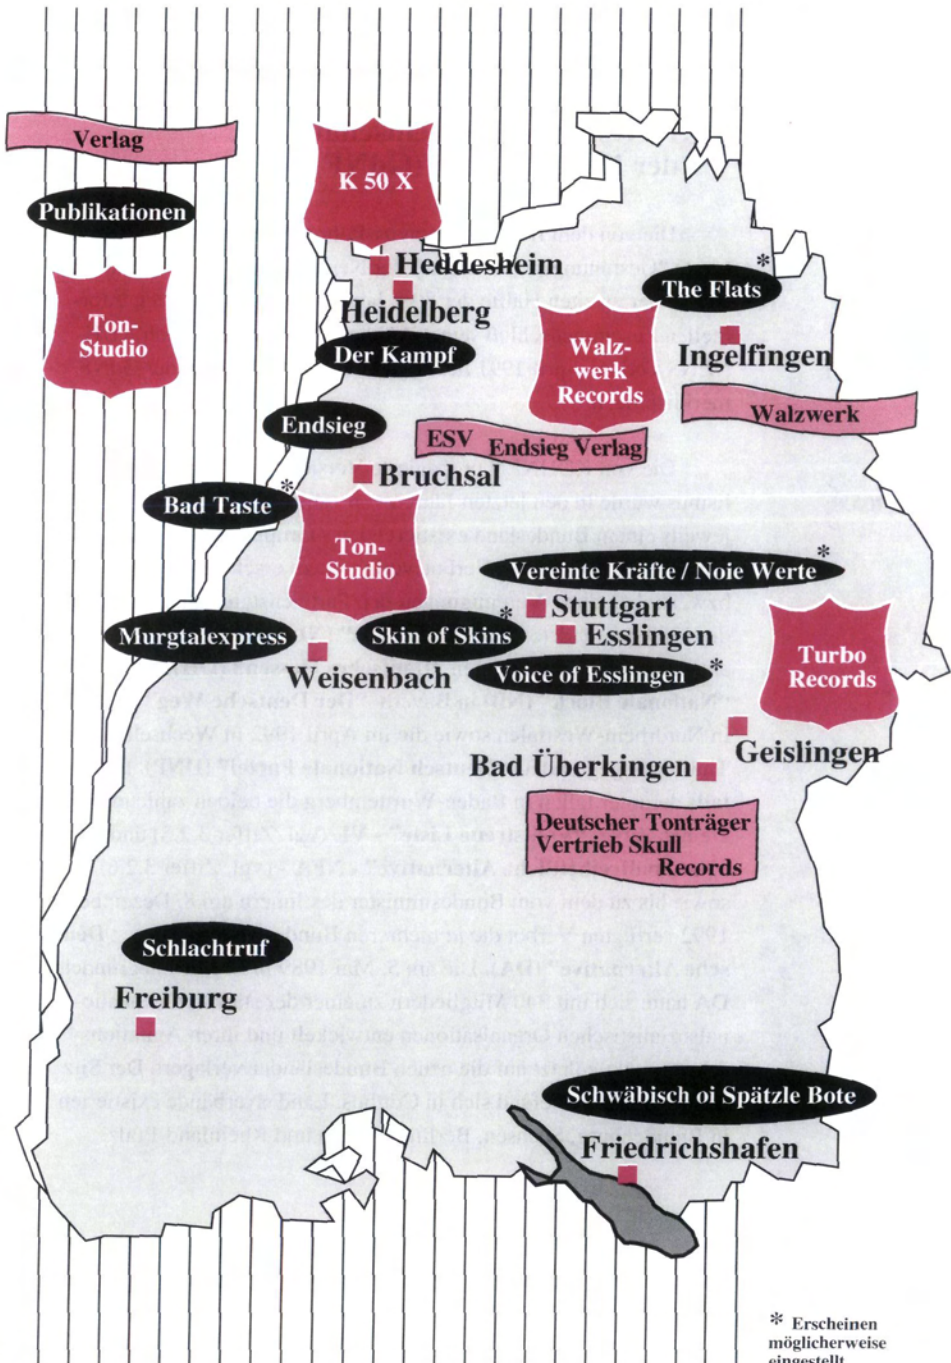 Verlag
K 50 X
Publikationen
Heddesheim
*
The Flats
Heidelberg
Ton-
Studio
Walz-
werk
Records
Ingelfingen
Der Kampf
Walzwerk
Endsieg
ESV Endsieg Verlag
Bruchsal
*
Bad Taste
Ton-
Studio
*
Vereinte Kräfte / Noie Werte
Stuttgart
*
Murgtalexpress
Skin of Skins
Esslingen
Turbo
Records
Weisenbach
Voice of Esslingen
*
Geislingen
Bad Überkingen
Deutscher Tonträger
Vertrieb Skull
Records
Schlachtruf
Freiburg
Schwäbisch oi Spätzle Bote
Friedrichshafen
* Erscheinen
möglicherweise
eingestellt